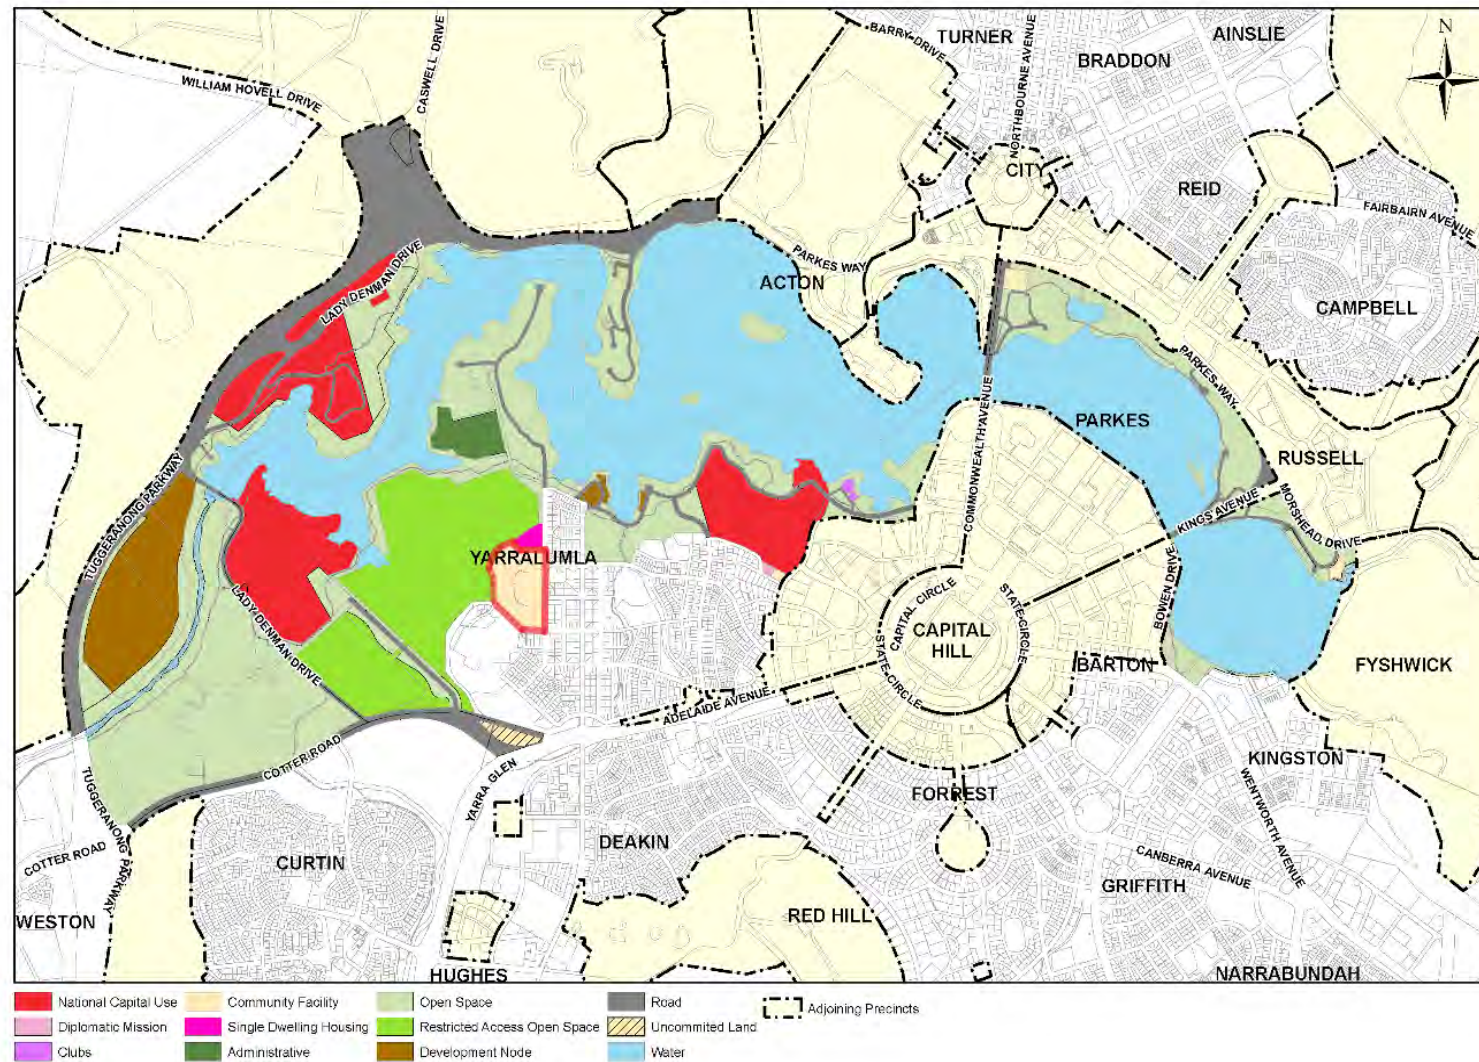 TURNER
AINSLIE
BARRY DRIVE
NORTHBOURNE AVENUE
BRADDON
N
CASWELL DRIVE
WILLIAM HOVELL DRIVE
CITY
REID
FAIRBAIRN AVENUE
LADY DENMAN DRIVE
PARKES WAY
ACTON
CAMPBELL
PARKES WAY
COMMONWEALTH AVENUE
PARKES
RUSSELL
TUGGERANONG PARKWAY
KINGS AVENUE
MORSHEAD DRIVE
YARRALUMLA
LADY DENMAN DRIVE
CAPITAL CIRCLE
STATE CIRCLE
BOWEN DRIVE
CAPITAL
HILL
STATE CIRCLE
BARTON
FYSHWICK
ADELAIDE AVENUE
COTTER ROAD
YARRA GLEN
KINGSTON
TUGGERANONG PARKWAY
FORREST
WENTWORTH AVENUE
DEAKIN
COTTER ROAD
CURTIN
CANBERRA AVENUE
GRIFFITH
WESTON
RED HILL
HUGHES
NARRABUNDAH
National Capital Use
Community Facility
Open Space
Road
Adjoining Precincts
Diplomatic Mission
Single Dwelling Housing
Restricted Access Open Space
Uncommited Land
Clubs
Administrative
Development Node
Water